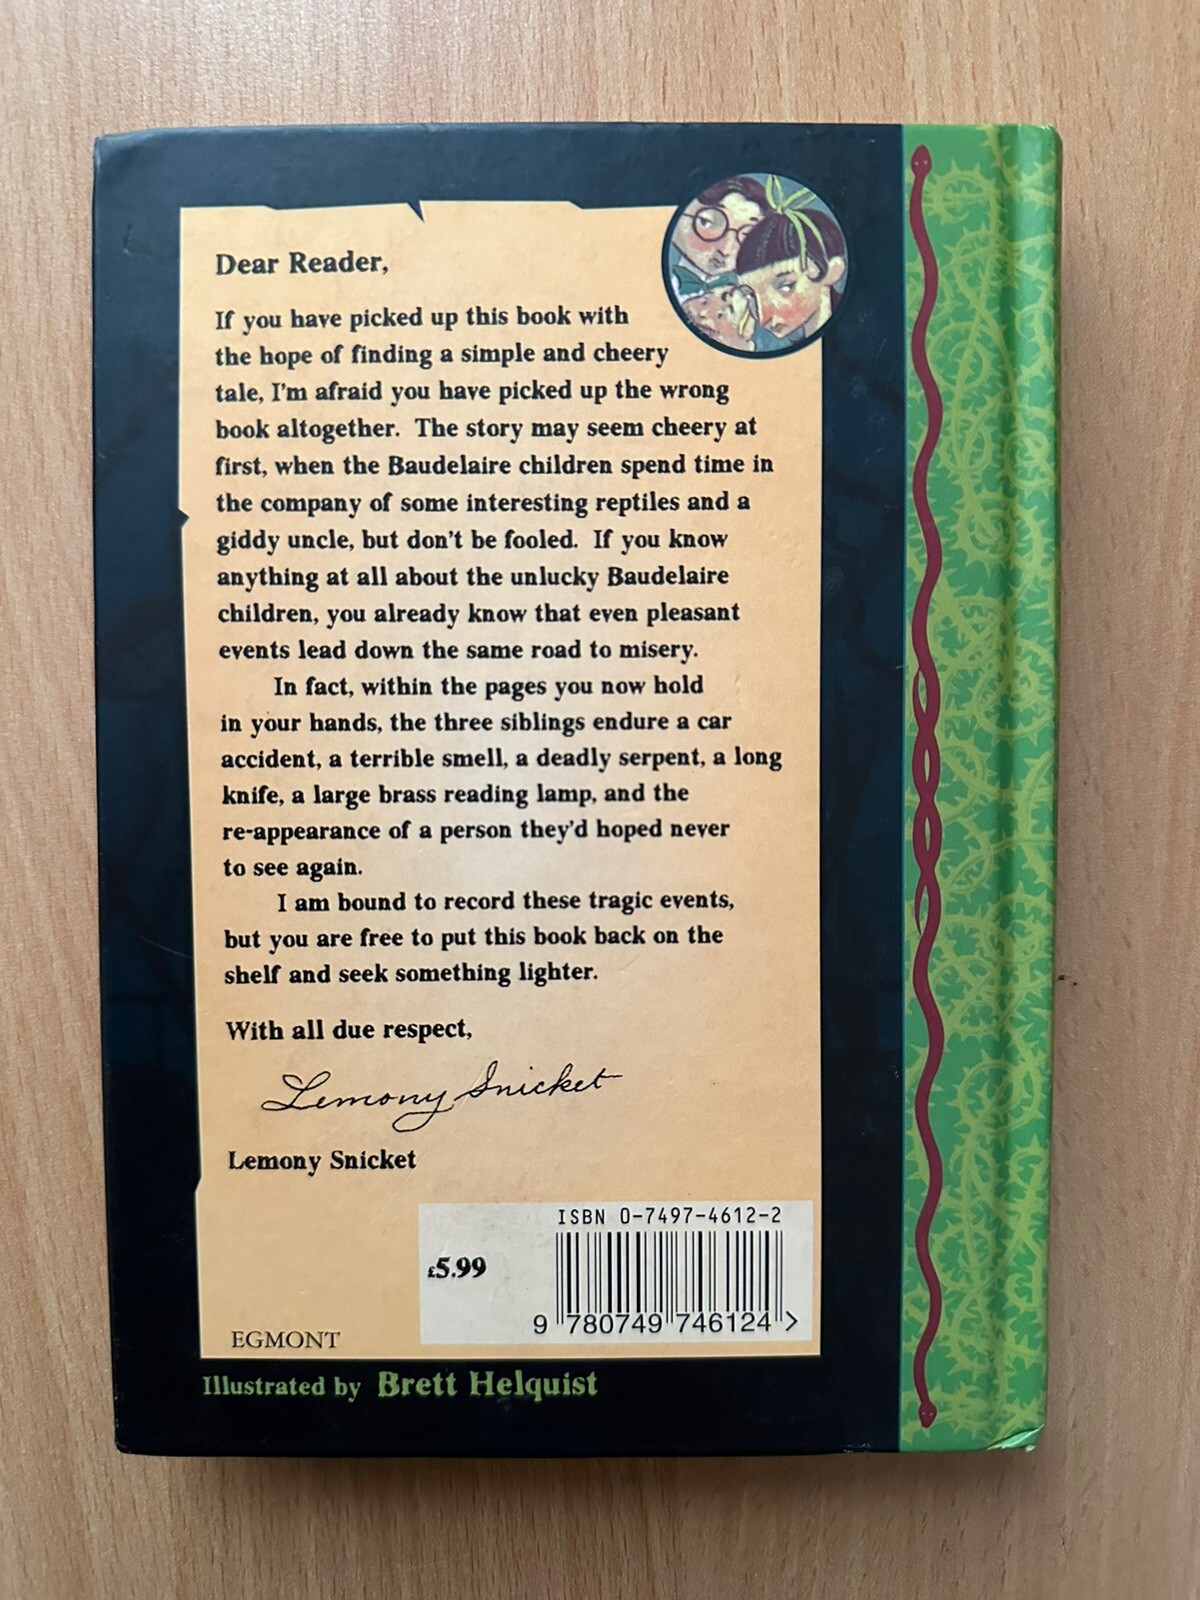 Dear Reader,
If you have picked up this book with
the hope of finding a simple and cheery
tale, I'm afraid you have picked up the wrong
book altogether. The story may seem cheery at
first, when the Baudelaire children spend time in
the company of some interesting reptiles and a
giddy uncle, but don't be fooled. If you know
anything at all about the unlucky Baudelaire
children, you already know that even pleasant
events lead down the same road to misery.
In fact, within the pages you now hold
in your hands, the three siblings endure a car
accident, a terrible smell, a deadly serpent, a long
knife, a large brass reading lamp, and the
re-appearance of a person they'd hoped never
to see again.
I am bound to record these tragic events,
but you are free to put this book back on the
shelf and seek something lighter.
With all due respect,
Lemony Snicket
Lemony Snicket
ISBN 0-7497-4612-2
£5.99
9 780749 746124 >
EGMONT
Illustrated by Brett Helquist